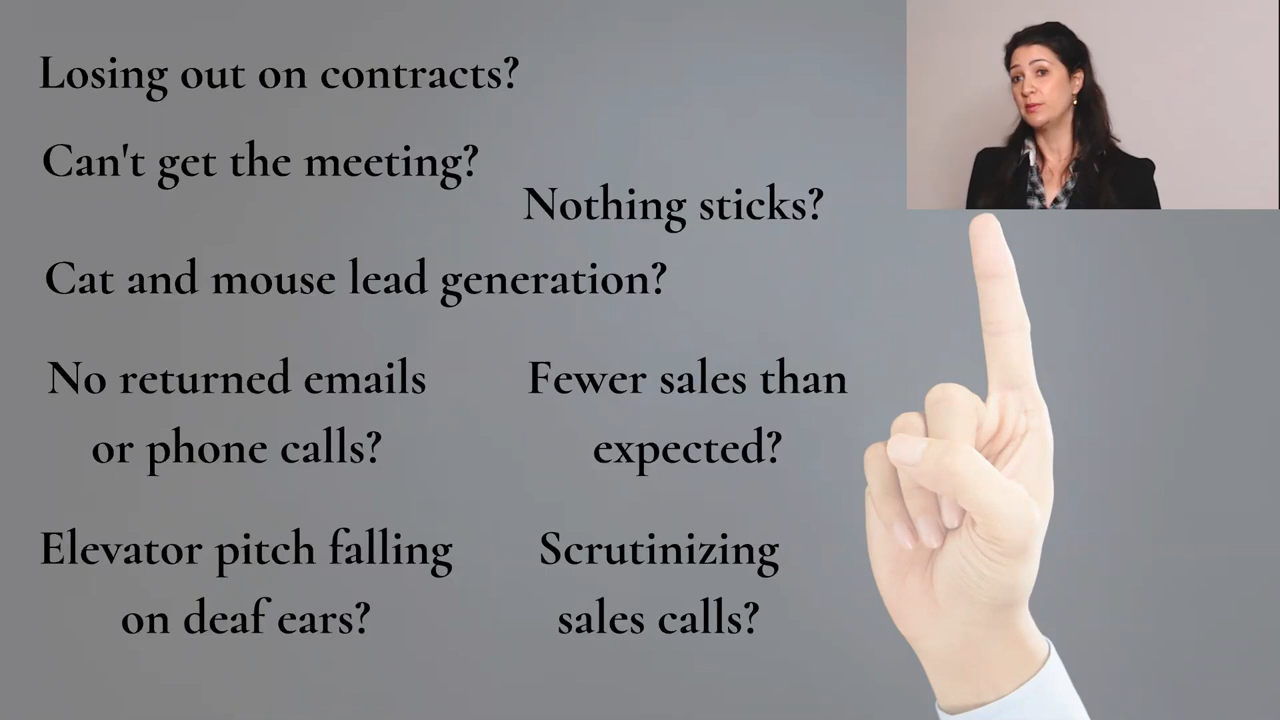 Losing out on contracts?
Can't get the meeting?
Nothing sticks?
Cat and mouse lead generation?
No returned emails
or phone calls?
Fewer sales than
expected?
Elevator pitch falling
on deaf ears?
Scrutinizing
sales calls?